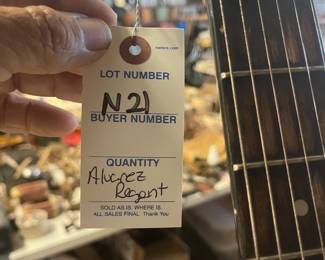 LOT NUMBER
N21
BUYER NUMBER
QUANTITY
Alvarez
Regent
SOLD AS IS, WHERE IS.
ALL SALES FINAL. Thank You